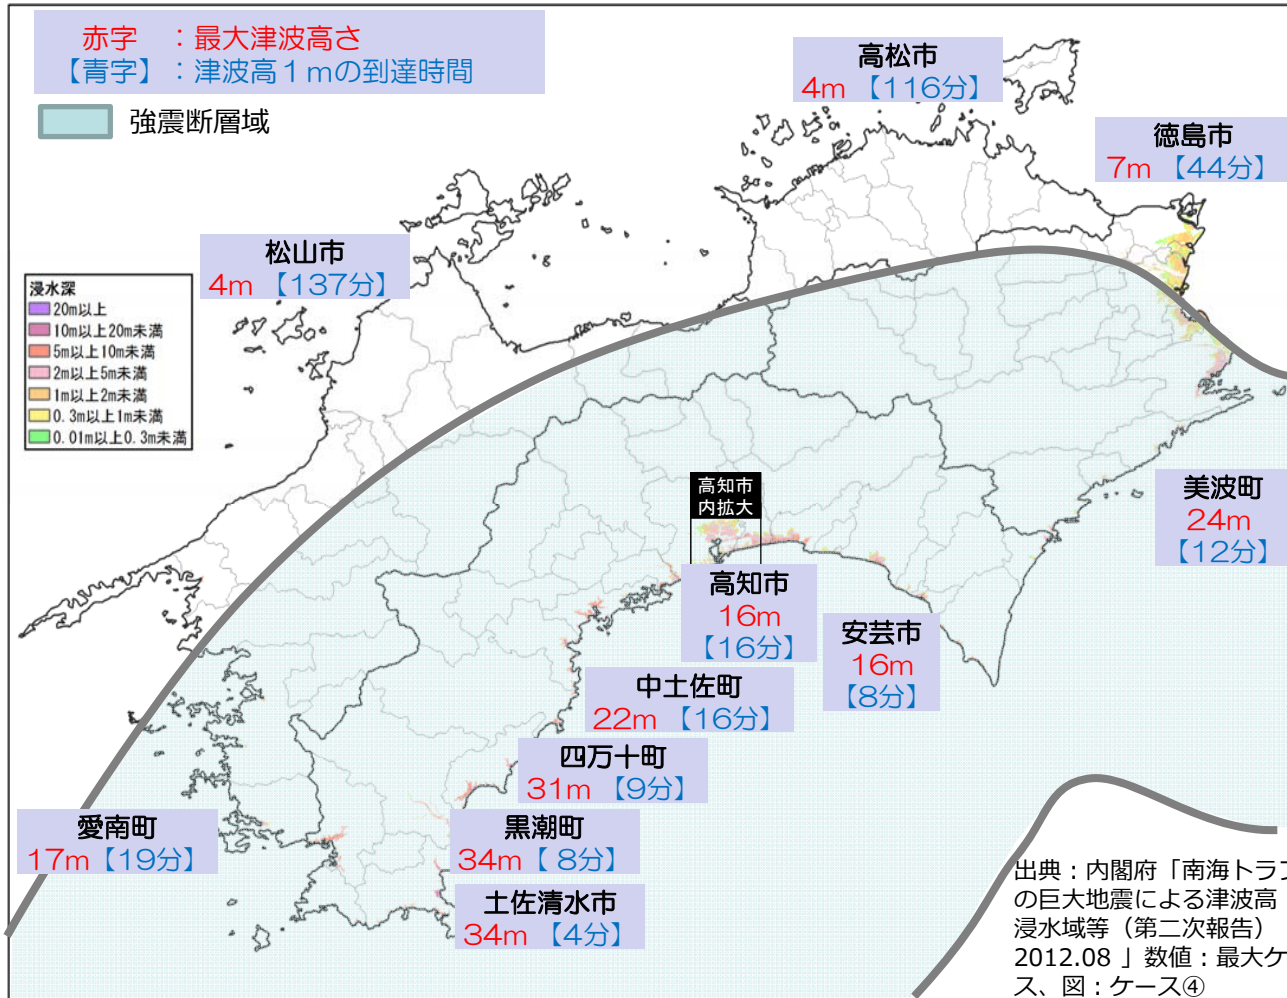 赤字　：最大津波高さ
【青字】：津波高１ｍの到達時間
強震断層域
高松市
4m 【116分】
徳島市
7m 【44分】
松山市
4m 【137分】
浸水深
20m以上
10m以上20m未満
5m以上10m未満
2m以上5m未満
1m以上2m未満
0.3m以上1m未満
0.01m以上0.3m未満
高知市
内拡大
美波町
24m
【12分】
高知市
16m
【16分】
安芸市
16m
【8分】
中土佐町
22m 【16分】
四万十町
31m 【9分】
愛南町
17m【19分】
黒潮町
34m【 8分】
土佐清水市
34m【4分】
出典：内閣府「南海トラフ
の巨大地震による津波高
浸水域等（第二次報告）
2012.08 」数値：最大ケ
ス、図：ケース④